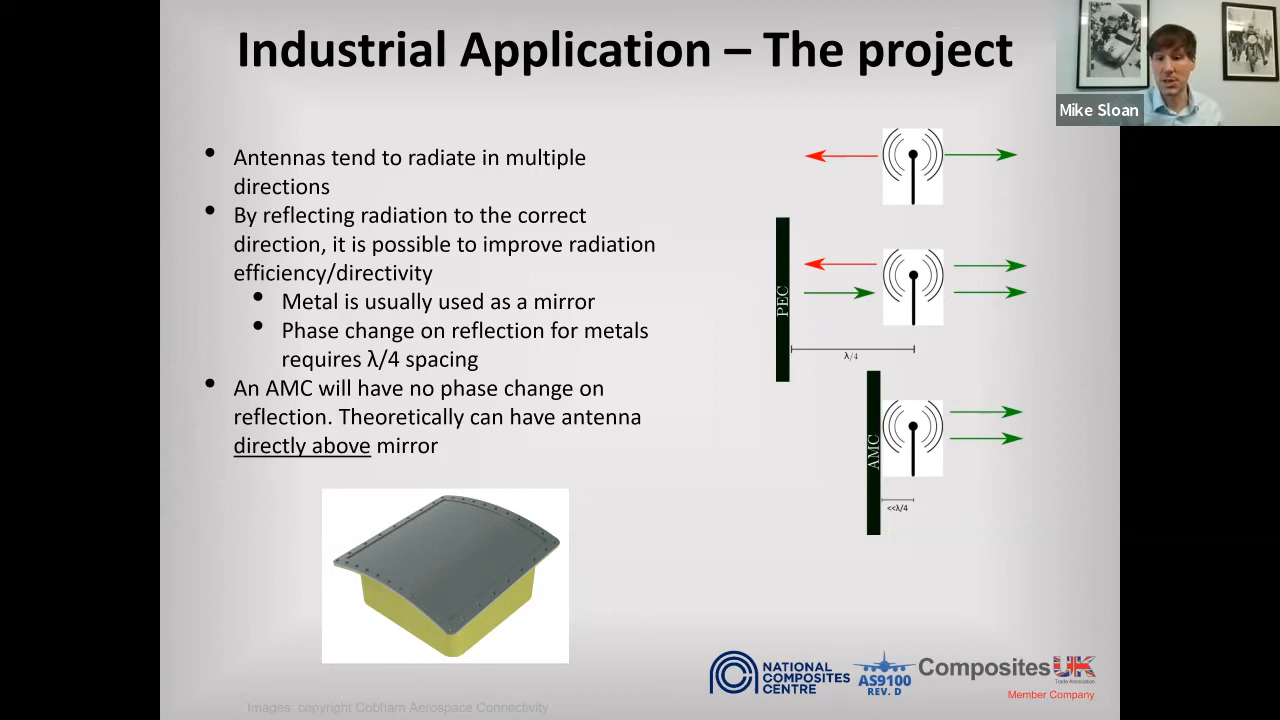 Industrial Application – The project
Mike Sloan
Antennas tend to radiate in multiple
directions
By reflecting radiation to the correct
direction, it is possible to improve radiation
efficiency/directivity
Metal is usually used as a mirror
Phase change on reflection for metals
requires λ/4 spacing
An AMC will have no phase change on
reflection. Theoretically can have antenna
directly above mirror
PEC
λ/4
AMC
<<λ/4
NATIONAL
COMPOSITES
CENTRE
AS9100
REV. D
Composites UK
Trade Association
Member Company
Images: copyright Cobham Aerospace Connectivity.